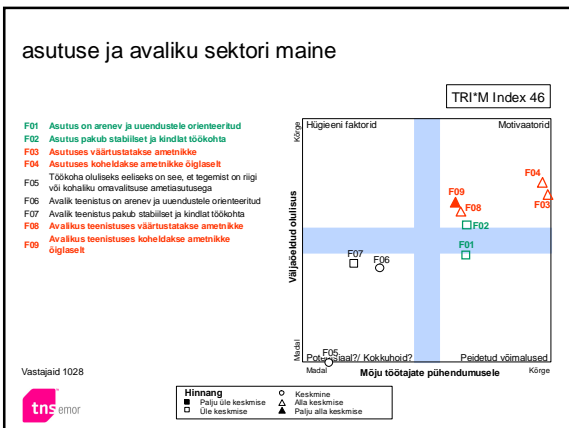 asutuse ja avaliku sektori maine
TRI*M Index 46
F01 Asutus on arenev ja uuendustele orienteeritud
F02 Asutus pakub stabiilset ja kindlat töökohta
F03 Asutuses väärtustatakse ametnikke
F04 Asutuses koheldakse ametnikke õiglaselt
F05 Töökoha oluliseks eeliseks on see, et tegemist on riigi
või kohaliku omavalitsuse ametiasutusega
F06 Avalik teenistus on arenev ja uuendustele orienteeritud
F07 Avalik teenistus pakub stabiilset ja kindlat töökohta
F08 Avalikus teenistuses väärtustatakse ametnikke
F09 Avalikus teenistuses koheldakse ametnikke
õiglaselt
Väljaöeldud olulisus
Kõrge
Madal
Hügieeni faktorid
Motivaatorid
F04
F09
F03
F08
F02
F01
F07
F06
F05
Potentsiaal?/ Kokkuhoid?
Peidetud võimalused
Madal
Mõju töötajate pühendumusele
Kõrge
Vastajaid 1028
tns emor
Hinnang
Palju üle keskmise
Üle keskmise
Keskmine
Alla keskmise
Palju alla keskmise